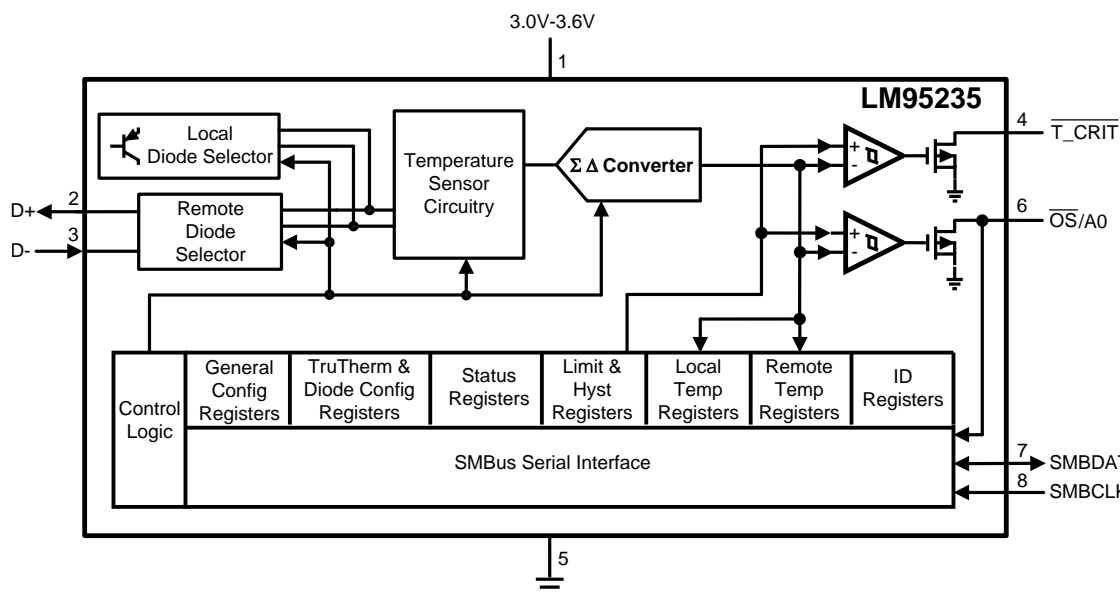 3.0V-3.6V
1
LM95235
Local
Diode Selector
Temperature
Sensor
Circuitry
Σ Δ Converter
+
-
4
T_CRIT
2
D+
3
D-
Remote
Diode
Selector
+
-
6
OS/A0
Control
Logic
General
Config
Registers
TruTherm &
Diode Config
Registers
Status
Registers
Limit &
Hyst
Registers
Local
Temp
Registers
Remote
Temp
Registers
ID
Registers
SMBus Serial Interface
7
SMBDAT
8
SMBCLK
5